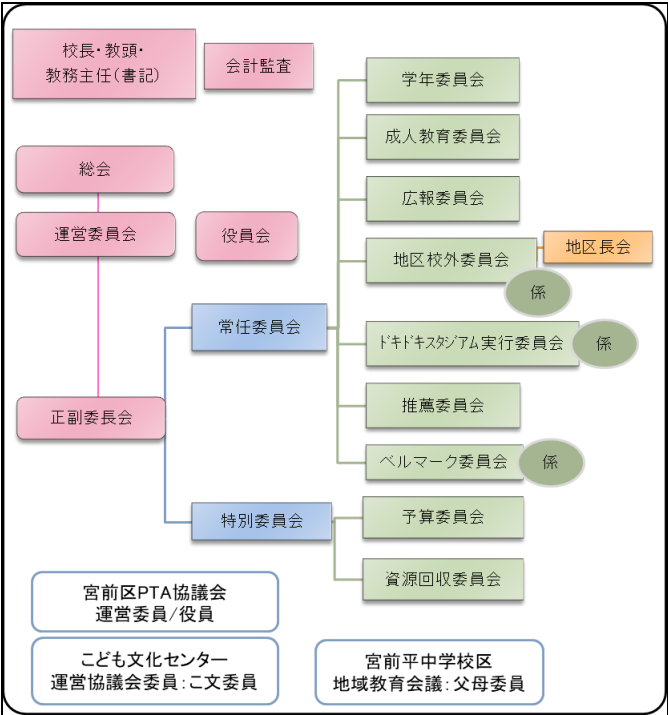 校長・教頭・
教務主任(書記)
会計監査
総会
運営委員会
役員会
正副委長会
常任委員会
特別委員会
学年委員会
成人教育委員会
広報委員会
地区校外委員会
地区長会
係
ドキドキスタジアム実行委員会
係
推薦委員会
ベルマーク委員会
係
予算委員会
資源回収委員会
宮前区PTA協議会
運営委員/役員
こども文化センター
運営協議会委員:こ文委員
宮前平中学校区
地域教育会議:父母委員